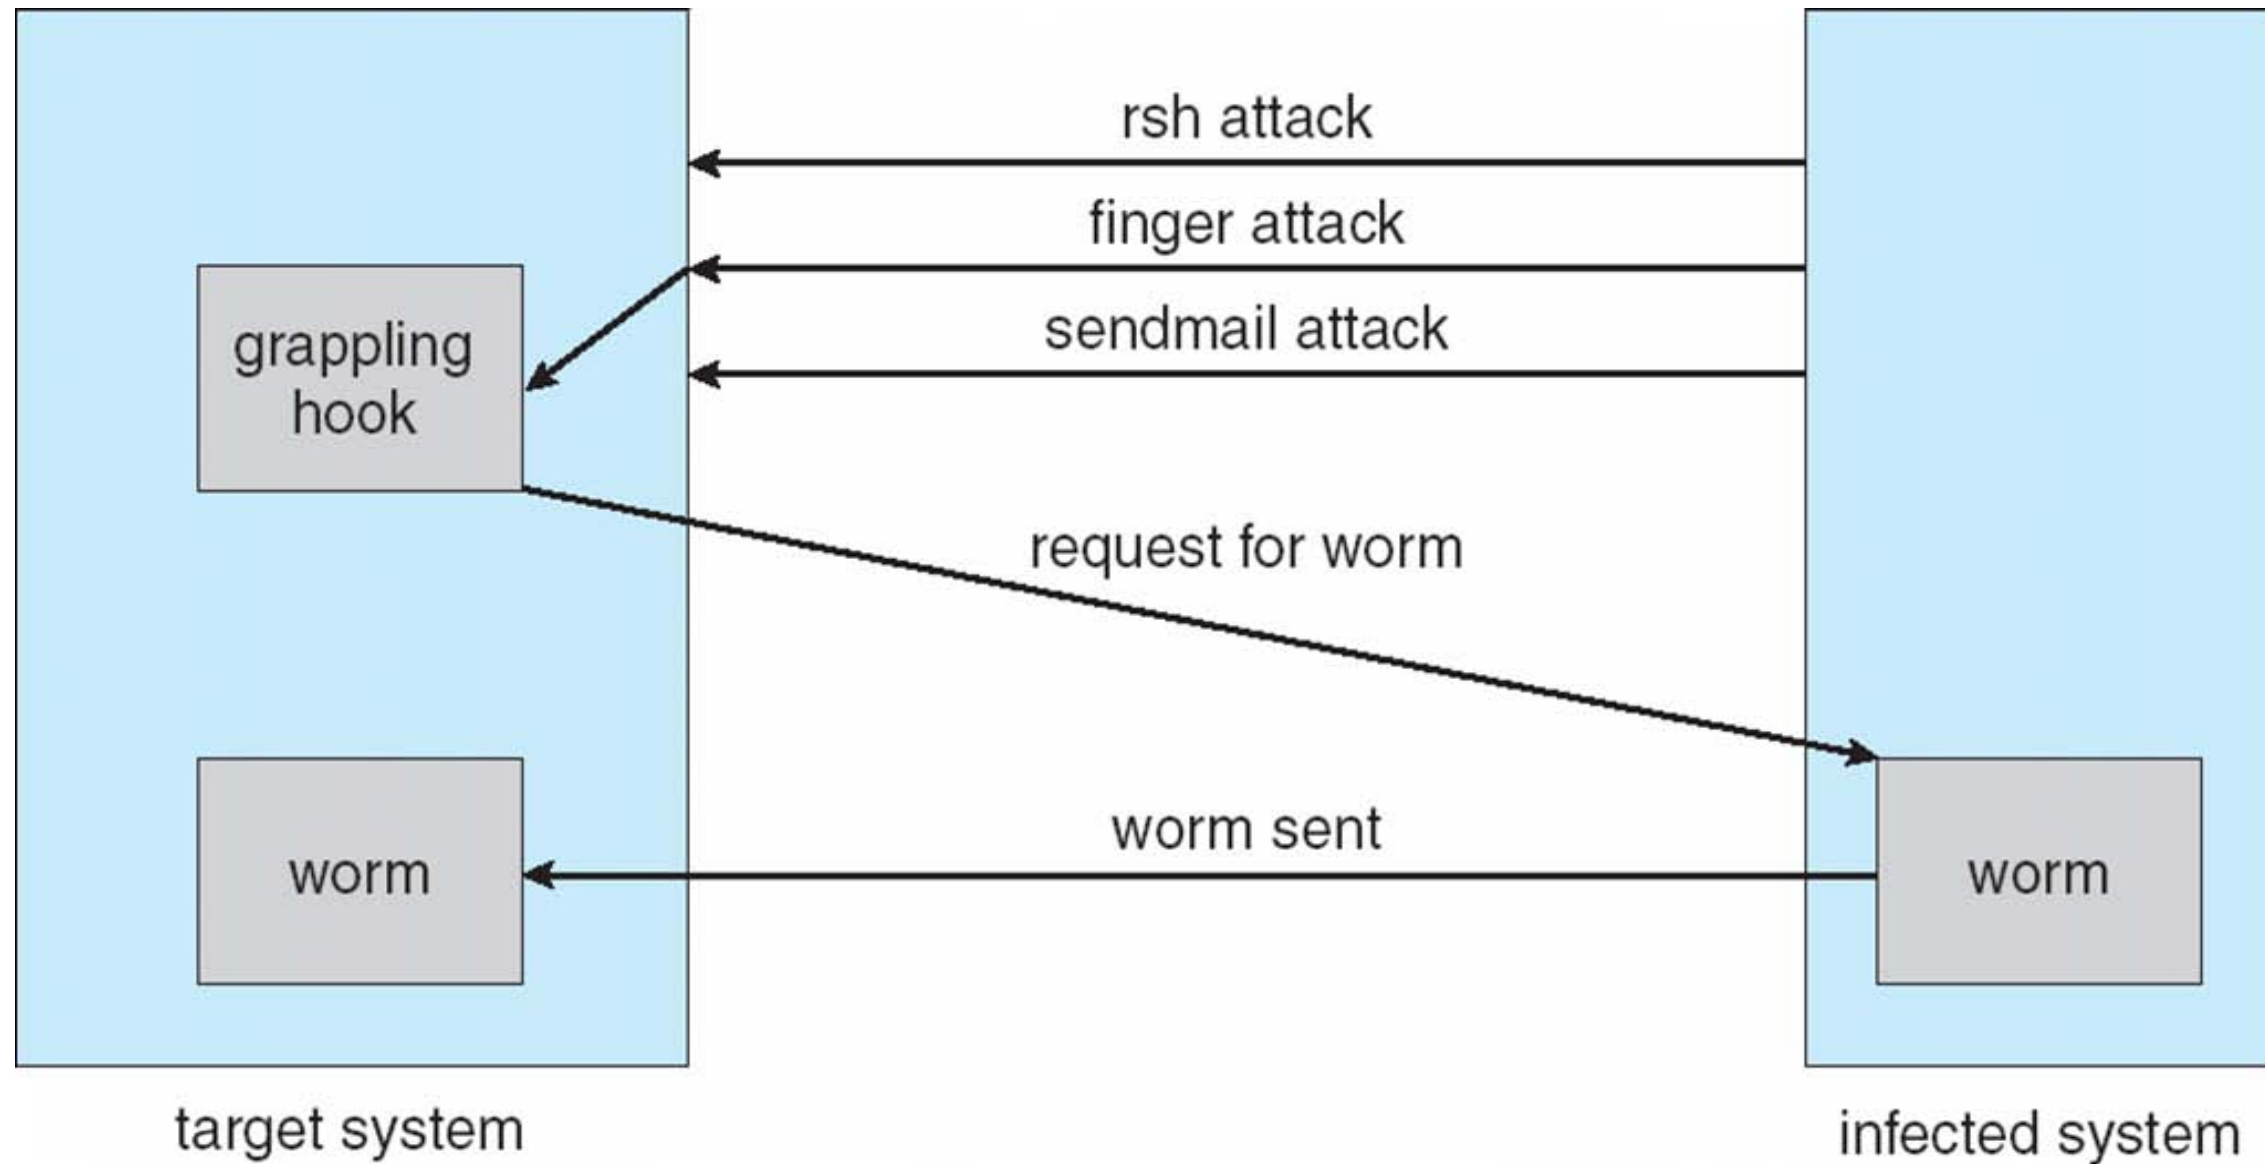 rsh attack
finger attack
sendmail attack
grappling
hook
request for worm
worm sent
worm
worm
target system
infected system